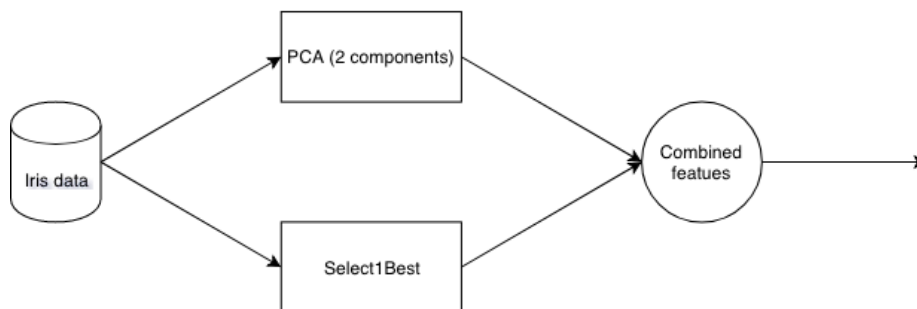 PCA (2 components)
Iris data
Combined
featues
Select1Best